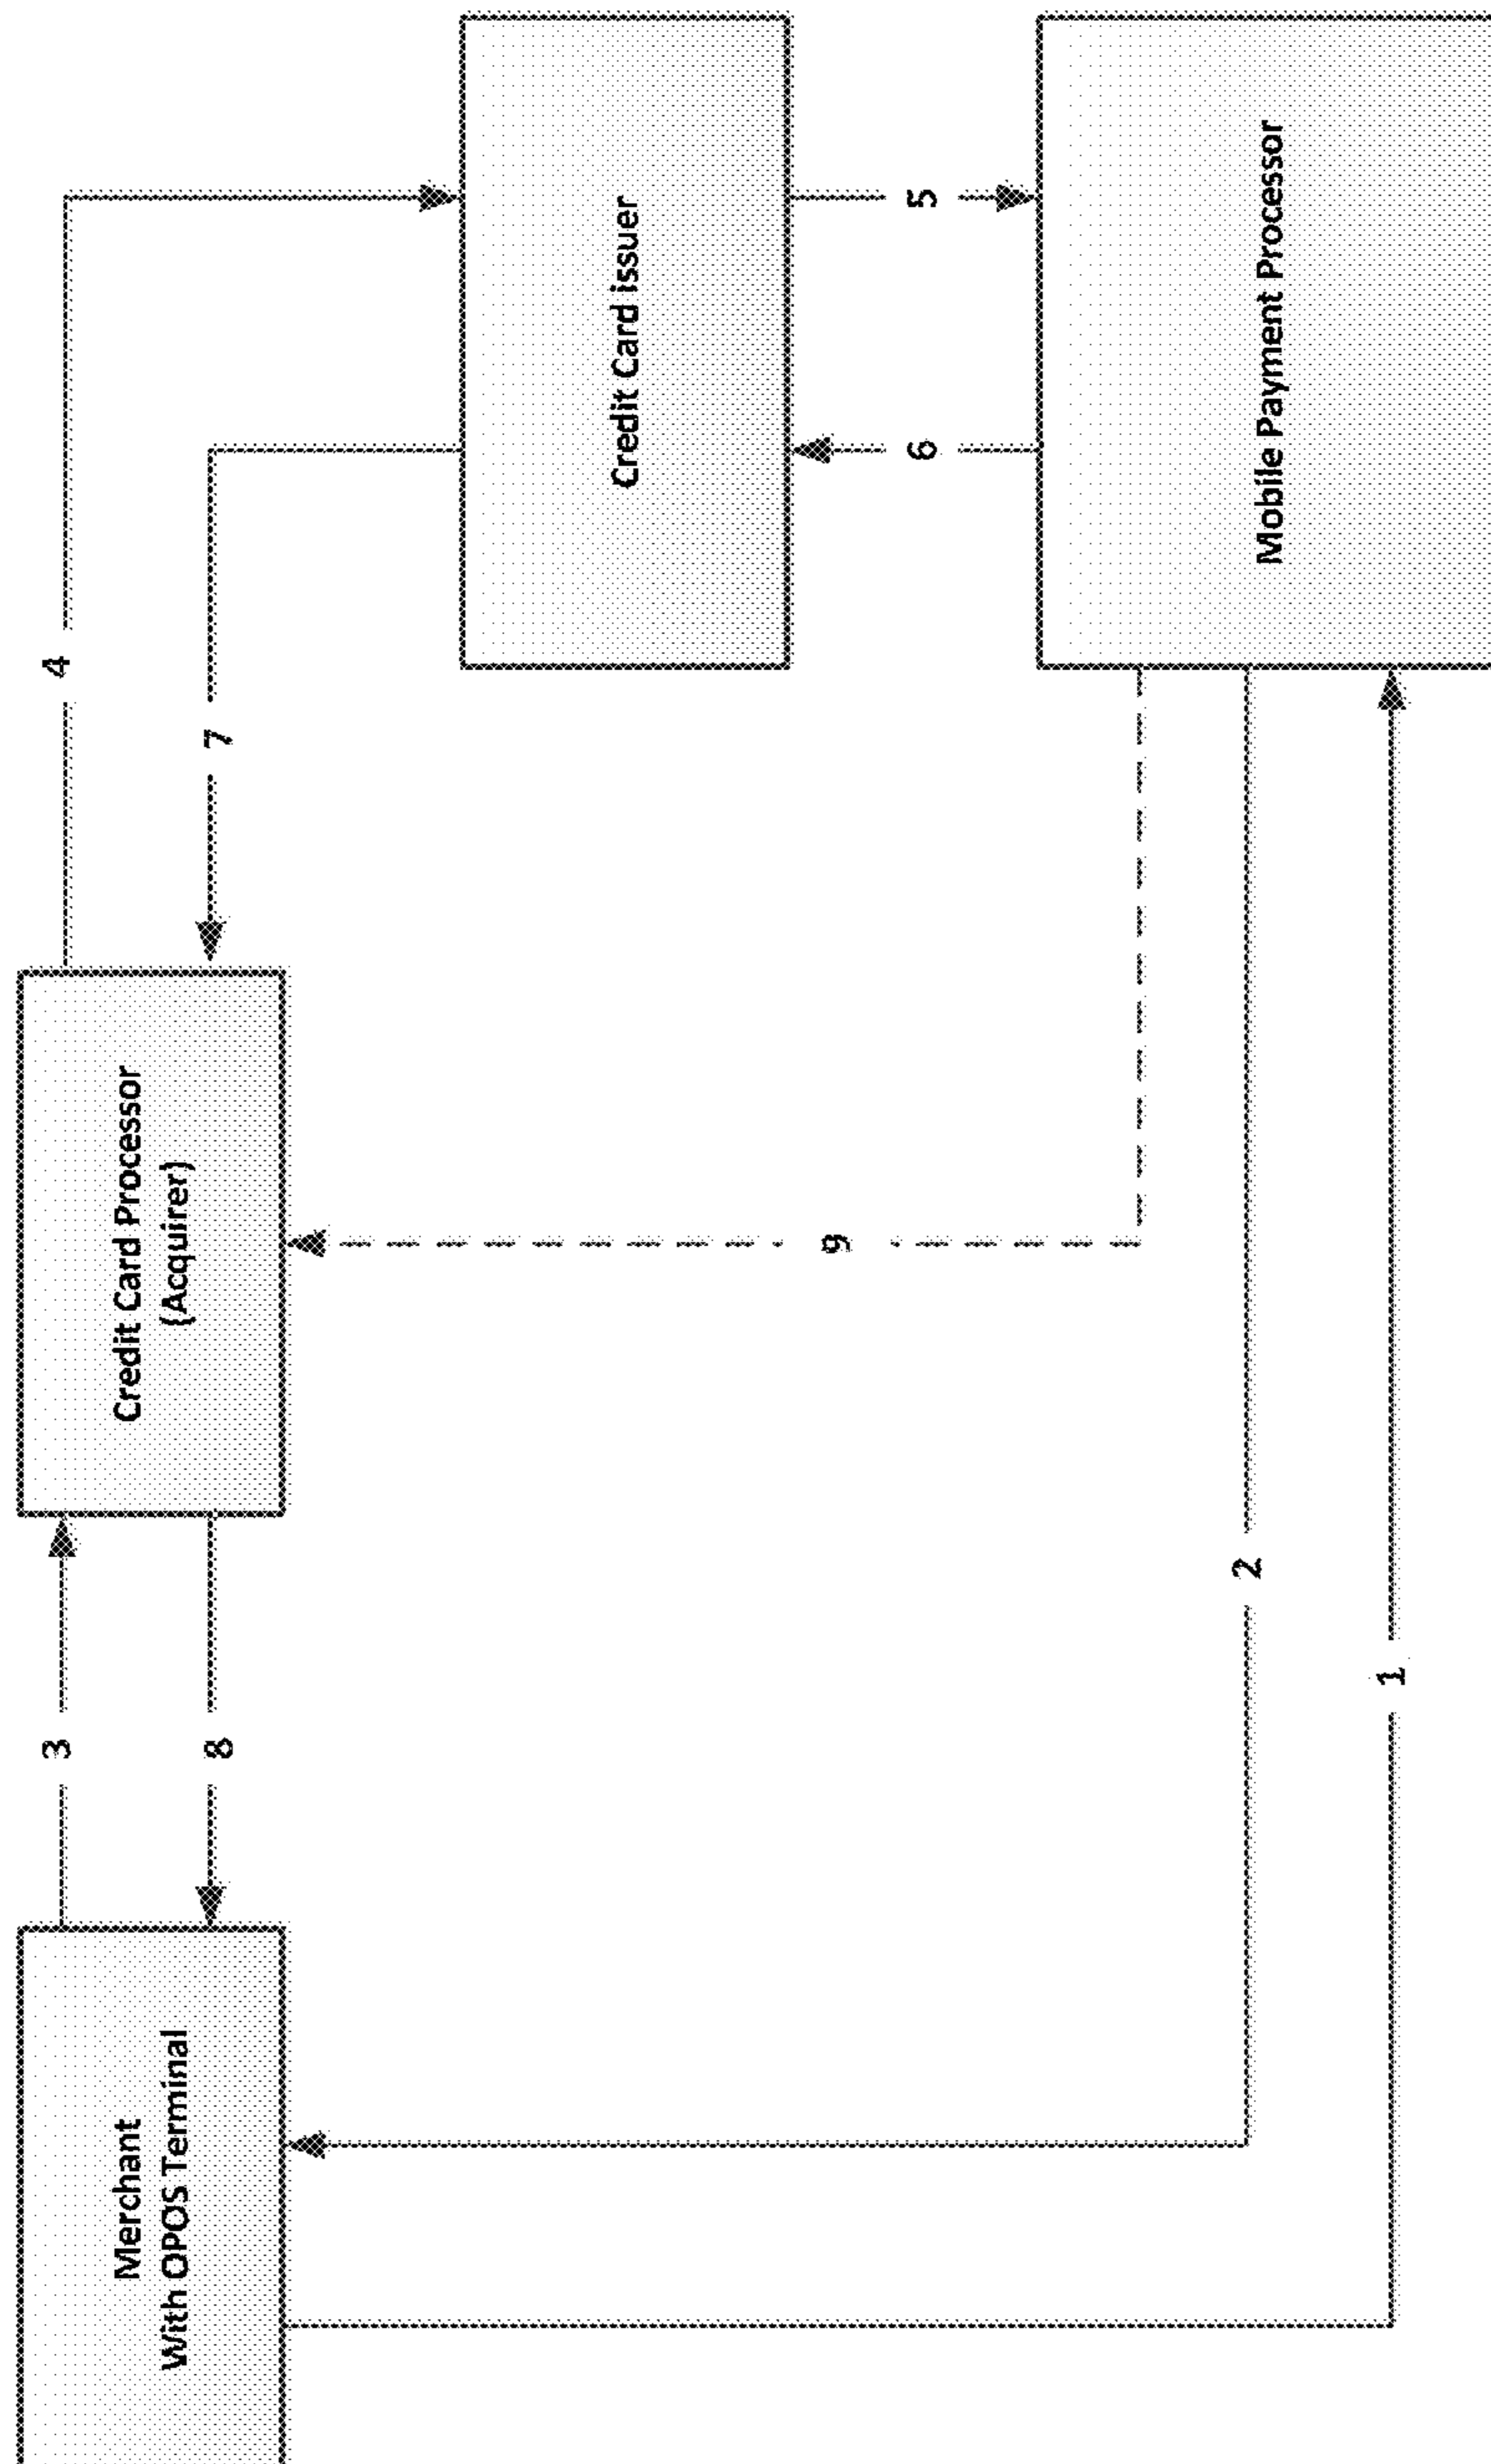 3
4
Merchant
With OPOS Terminal
Credit Card Processor
(Acquirer)
8
7
Credit Card issuer
9
6
5
2
Mobile Payment Processor
1